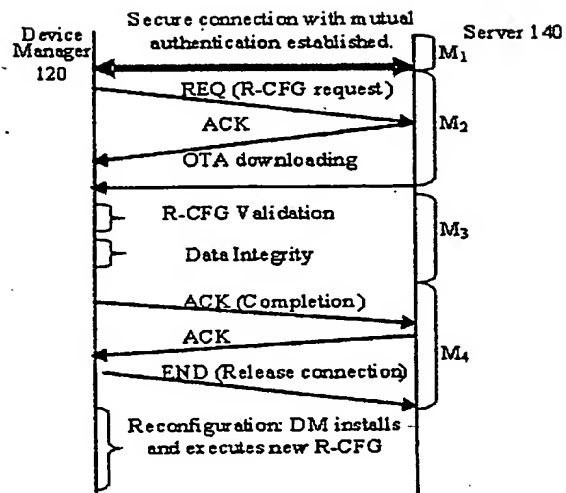 Secure connection with mutual
authentication established.
Device
Manager
120
Server 140
M1
REQ (R-CFG request)
ACK
M2
OTA downloading
R-CFG Validation
M3
Data Integrity
ACK (Completion)
ACK
M4
END (Release connection)
Reconfiguration: DM installs
and executes new R-CFG